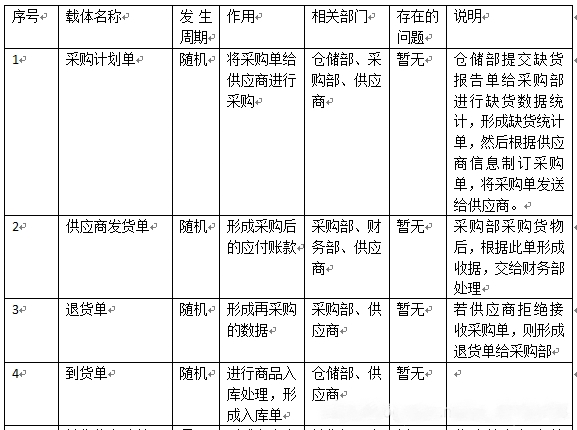 序号 载体名称 发生 作用 相关部门 存在的 说明
周期 问题
1 采购计划单 随机 将采购单给 仓储部、采 暂无 仓储部提交缺货
供应商进行 购部、供应 报告单给采购部
采购 商 进行缺货数据统
计，形成缺货统计
单，然后根据供应
商信息制订采购
单，将采购单发送
给供应商。
2 供应商发货单 随机 形成采购后 采购部、财 暂无 采购部采购货物
的应付账款 务部、供应 后，根据此单形成
商 收据，交给财务部
处理
3 退货单 随机 形成再采购 采购部、供 暂无 若供应商拒绝接
的数据 应商 收采购单，则形成
退货单给采购部
4 到货单 随机 进行商品入 仓储部、供 暂无
库处理，形 应商
成入库单